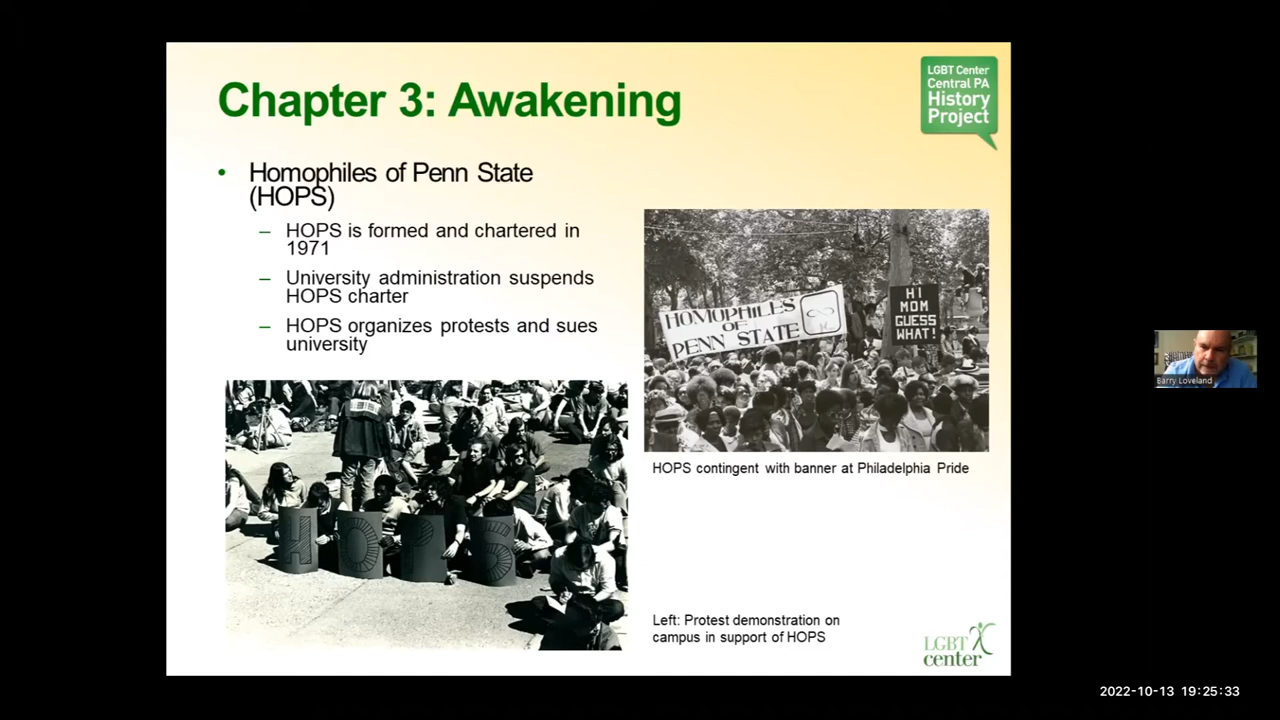 Chapter 3: Awakening
LGBT Center
Central PA
History
Project
• Homophiles of Penn State
(HOPS)
– HOPS is formed and chartered in
1971
– University administration suspends
HOPS charter
– HOPS organizes protests and sues
university
HOMOPHILES
OF
PENN STATE
HI
MOM
GUESS
WHAT!
HOPS contingent with banner at Philadelphia Pride
HOPS
Left: Protest demonstration on
campus in support of HOPS
LGBT
center
Barry Loveland
2022-10-13 19:25:33